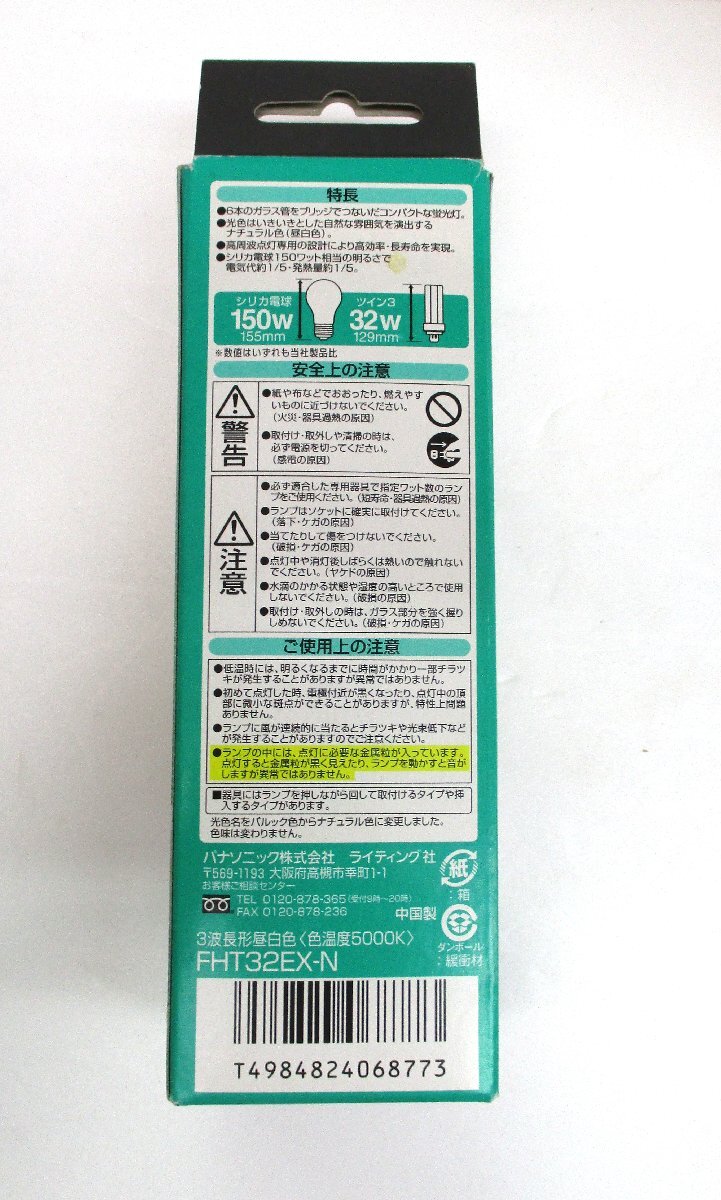 特長
●6本のガラス管をブリッジでつないだコンパクトな蛍光灯。
●光色はいきいきとした自然な雰囲気を演出する
ナチュラル色(昼白色)。
●高周波点灯専用の設計により高効率・長寿命を実現。
●シリカ電球150ワット相当の明るさで
電気代約1/5・発熱量約1/5。
シリカ電球
150W
155mm
ツイン3
32W
129mm
※数値はいずれも当社製品比
安全上の注意
警告
●紙や布などでおおったり、燃えやす
いものに近づけないでください。
(火災・器具過熱の原因)
●取付け・取外しや清掃の時は、
必ず電源を切ってください。
(感電の原因)
注意
●必ず適合した専用器具で指定ワット数のラン
プをご使用ください。(短寿命・器具過熱の原因)
●ランプはソケットに確実に取付けてください。
(落下・ケガの原因)
●当てたりして傷をつけないでください。
(破損・ケガの原因)
●点灯中や消灯後しばらくは熱いので触れない
でください。(ヤケドの原因)
●水滴のかかる状態や湿度の高いところで使用
しないでください。(破損の原因)
●取付け・取外しの時は、ガラス部分を強く握り
しめないでください。(破損・ケガの原因)
ご使用上の注意
●低温時には、明るくなるまでに時間がかかり一部チラツ
キが発生することがありますが異常ではありません。
●初めて点灯した時、電極付近が黒くなったり、点灯中の頂
部に微小な斑点ができることがありますが、特性上問題
ありません。
●ランプに風が連続的に当たるとチラツキや光束低下など
が発生することがありますのでご注意ください。
●ランプの中には、点灯に必要な金属粒が入っています。
点灯すると金属粒が黒く見えたり、ランプを動かすと音が
しますが異常ではありません。
■器具にはランプを押しながら回して取付けるタイプや挿
入するタイプがあります。
光色名をパルック色からナチュラル色に変更しました。
色味は変わりません。
パナソニック株式会社 ライティング社
〒569-1193 大阪府高槻市幸町1-1
お客様ご相談センター
TEL 0120-878-365(受付9時〜20時)
FAX 0120-878-236
中国製
紙
:箱
ダンボール
:緩衝材
3波長形昼白色〈色温度5000K〉
FHT32EX-N
T4984824068773